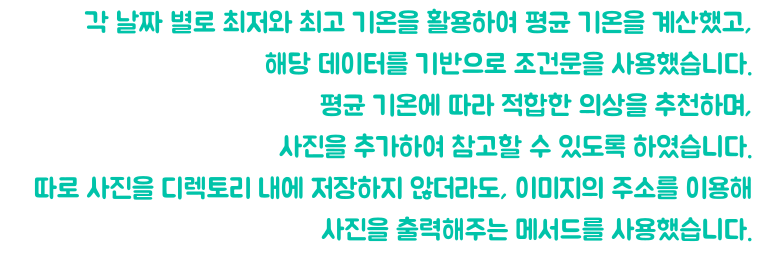 각 날짜 별로 최저와 최고 기온을 활용하여 평균 기온을 계산했고,
해당 데이터를 기반으로 조건문을 사용했습니다.
평균 기온에 따라 적합한 의상을 추천하며,
사진을 추가하여 참고할 수 있도록 하였습니다.
따로 사진을 디렉토리 내에 저장하지 않더라도, 이미지의 주소를 이용해
사진을 출력해주는 메서드를 사용했습니다.